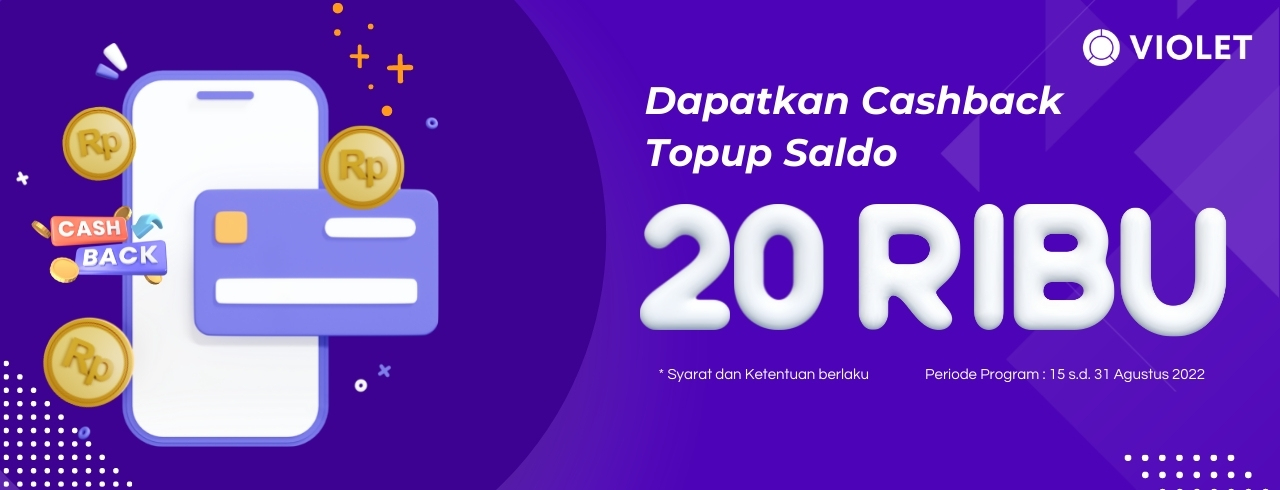 VIOLET
Dapatkan Cashback
Topup Saldo
20 RIBU
* Syarat dan Ketentuan berlaku
Periode Program : 15 s.d. 31 Agustus 2022
Rp
Rp
CASH
BACK
Rp